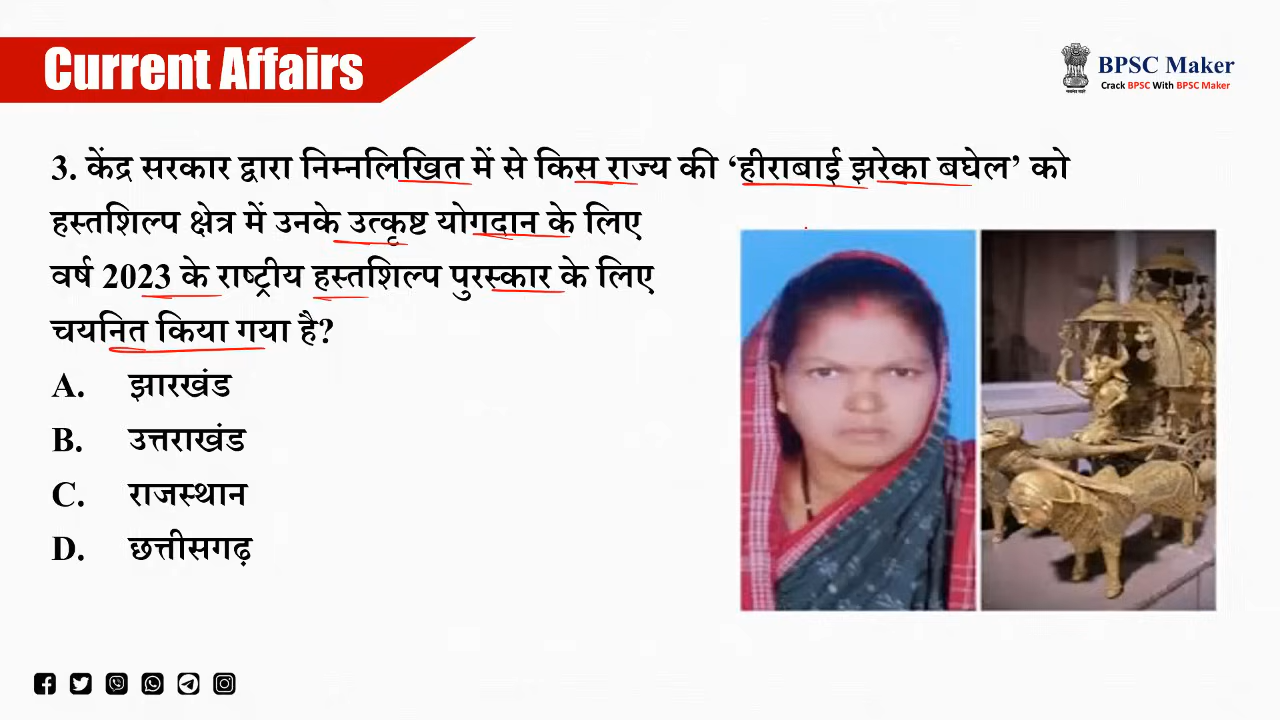 Current Affairs
BPSC Maker
Crack BPSC With BPSC Maker
3. केंद्र सरकार द्वारा निम्नलिखित में से किस राज्य की ‘हीराबाई झरेका बघेल’ को
हस्तशिल्प क्षेत्र में उनके उत्कृष्ट योगदान के लिए
वर्ष 2023 के राष्ट्रीय हस्तशिल्प पुरस्कार के लिए
चयनित किया गया है?
A. झारखंड
B. उत्तराखंड
C. राजस्थान
D. छत्तीसगढ़